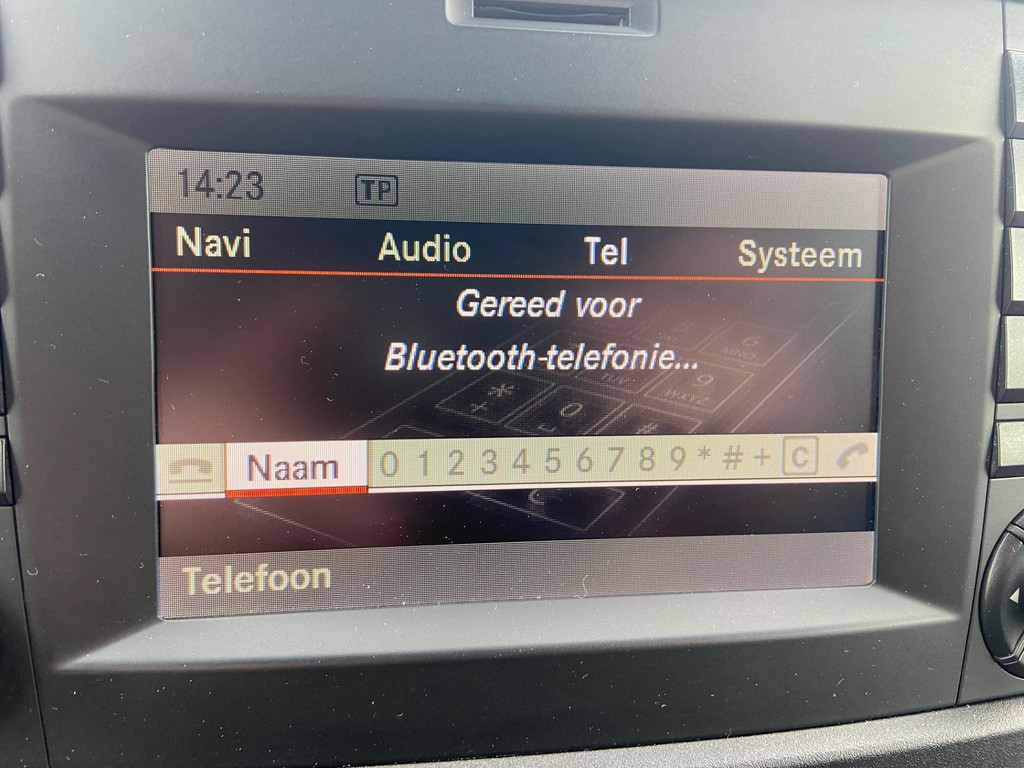 14:23 TP
Navi Audio Tel Systeem
Gereed voor
Bluetooth-telefonie...
Naam 0 1 2 3 4 5 6 7 8 9 * # + C
Telefoon